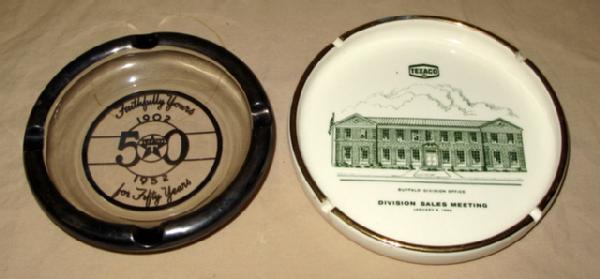 Faithfully Yours
1902
50
1952
for Fifty Years
TEXACO
BUFFALO DIVISION OFFICE
DIVISION SALES MEETING